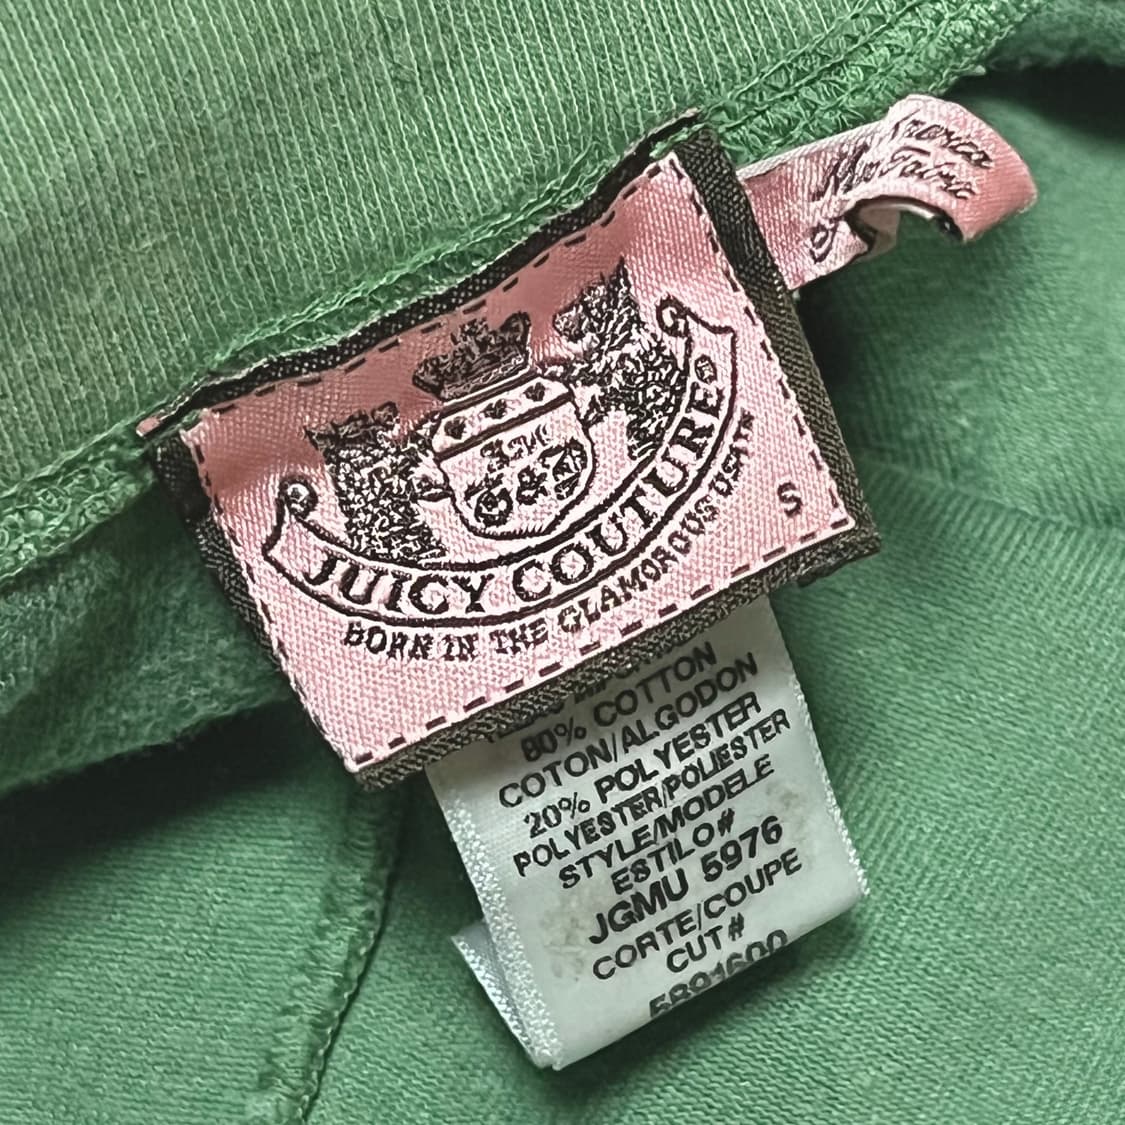 G & P
JUICY COUTURE
BORN IN THE GLAMOROUS USA
S
of
80% COTTON
COTON/ALGODON
20% POLYESTER
POLYESTER/POLIESTER
STYLE/MODELE
ESTILO#
JGMU 5976
CORTE/COUPE
CUT#